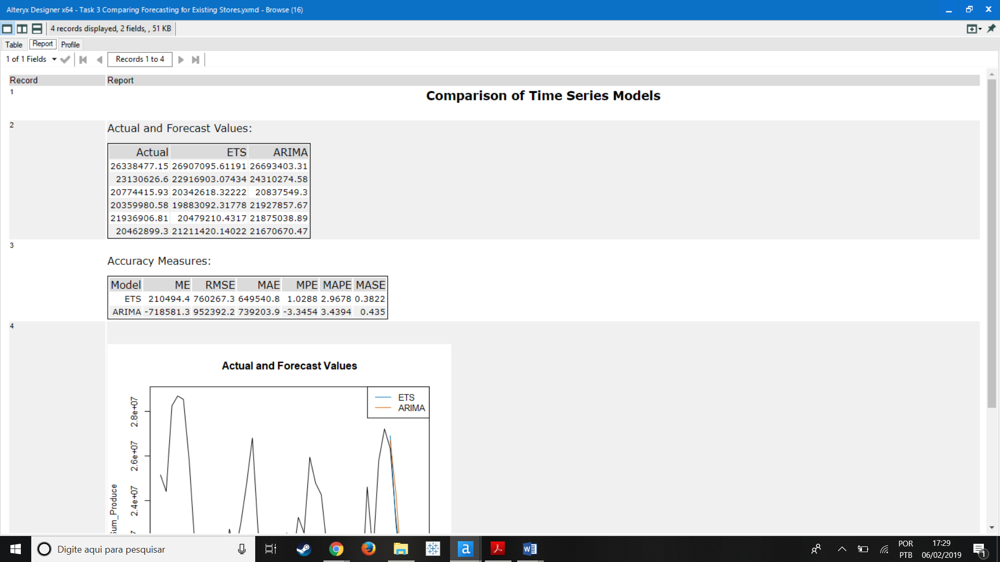 Alteryx Designer x64 - Task 3 Comparing Forecasting for Existing Stores.yxmd - Browse (16)
4 records displayed, 2 fields, , 51 KB
Table Report Profile
1 of 1 Fields Records 1 to 4
Record Report
1
Comparison of Time Series Models
2
Actual and Forecast Values:
Actual ETS ARIMA
26338477.15 26907095.61191 26693403.31
23130626.6 22916903.07434 24310274.58
20774415.93 20342618.32222 20837549.3
20359980.58 19883092.31778 21927857.67
21936906.81 20479210.4317 21875038.89
20462899.3 21211420.14022 21670670.47
3
Accuracy Measures:
Model ME RMSE MAE MPE MAPE MASE
ETS 210494.4 760267.3 649540.8 1.0288 2.9678 0.3822
ARIMA -718581.3 952392.2 739203.9 -3.3454 3.4394 0.435
4
Actual and Forecast Values
ETS
ARIMA
2.8e+07
2.6e+07
2.4e+07
Sum_Produce
Digite aqui para pesquisar
POR
PTB
17:29
06/02/2019
1